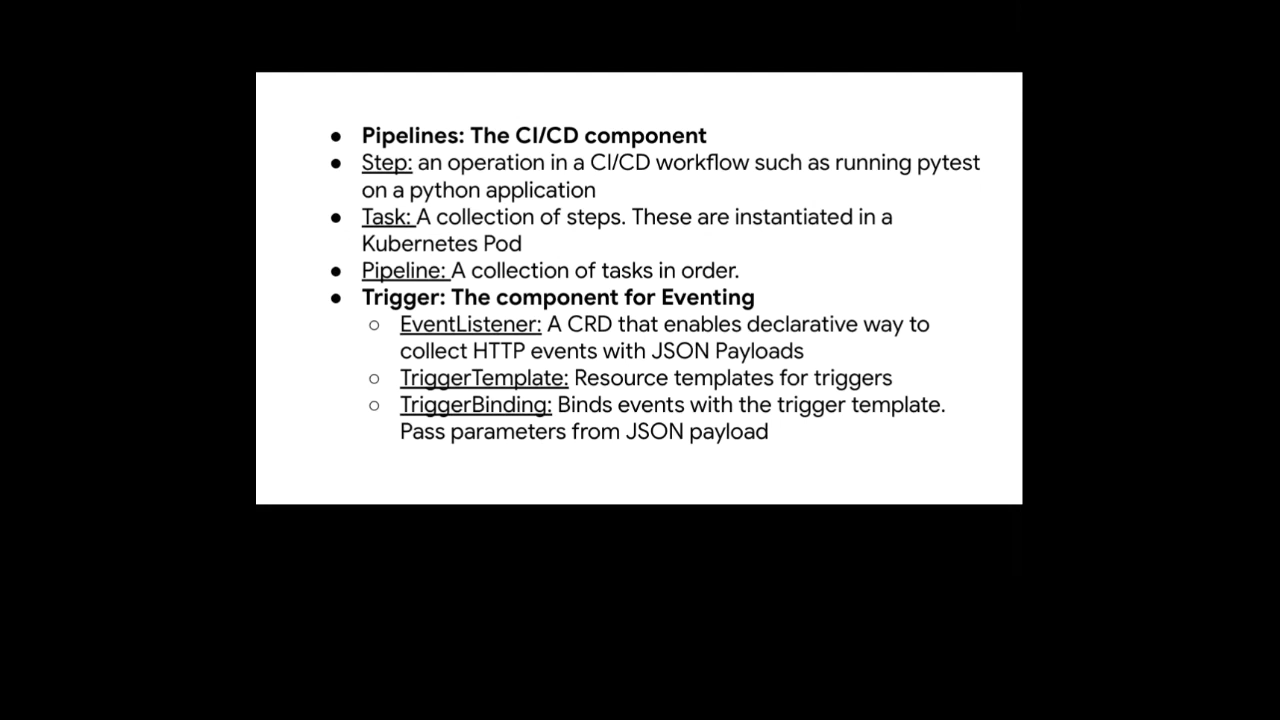 ● Pipelines: The CI/CD component
● Step: an operation in a CI/CD workflow such as running pytest
on a python application
● Task: A collection of steps. These are instantiated in a
Kubernetes Pod
● Pipeline: A collection of tasks in order.
● Trigger: The component for Eventing
○ EventListener: A CRD that enables declarative way to
collect HTTP events with JSON Payloads
○ TriggerTemplate: Resource templates for triggers
○ TriggerBinding: Binds events with the trigger template.
Pass parameters from JSON payload